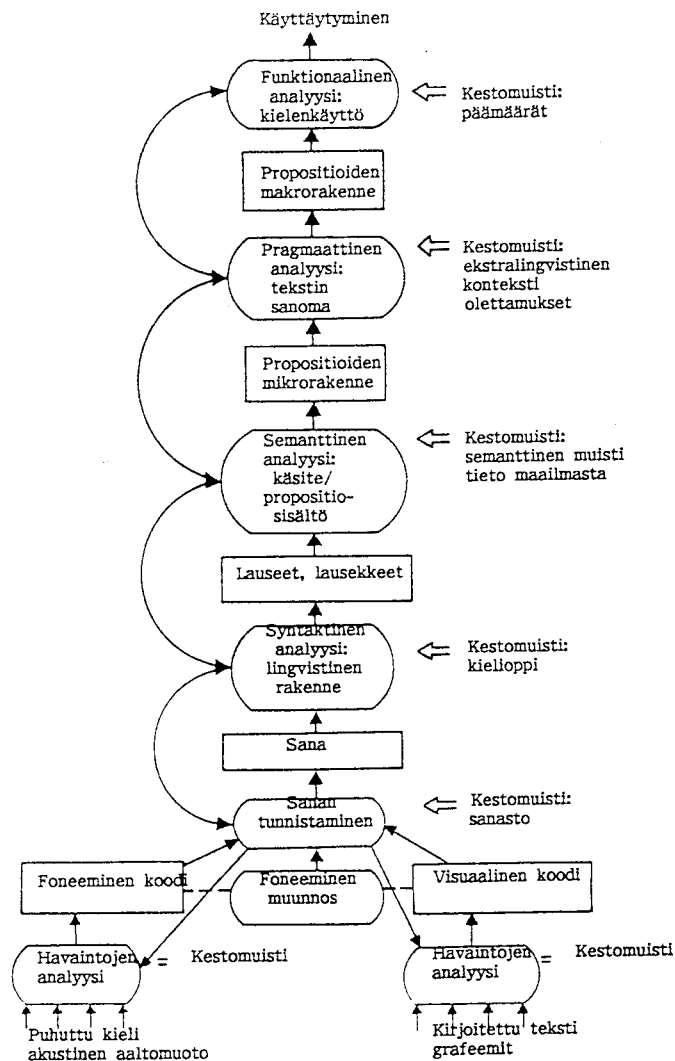 Käyttäytyminen
Funktionaalinen
analyysi:
kielenkäyttö
Kestomuisti:
päämäärät
Propositioiden
makrorakenne
Pragmaattinen
analyysi:
tekstin
sanoma
Kestomuisti:
ekstralingvistinen
konteksti
olettamukset
Propositioiden
mikrorakenne
Semanttinen
analyysi:
käsite/
propositio-
sisältö
Kestomuisti:
semanttinen muisti
tieto maailmasta
Lauseet, lausekkeet
Syntaktinen
analyysi:
lingvistinen
rakenne
Kestomuisti:
kielioppi
Sana
Sanan
tunnistaminen
Kestomuisti:
sanasto
Foneeminen koodi
Foneeminen
muunnos
Visuaalinen koodi
Havaintojen
analyysi
= Kestomuisti
Havaintojen
analyysi
= Kestomuisti
Puhuttu kieli
akustinen aaltomuoto
Kirjoitettu teksti
grafeemit